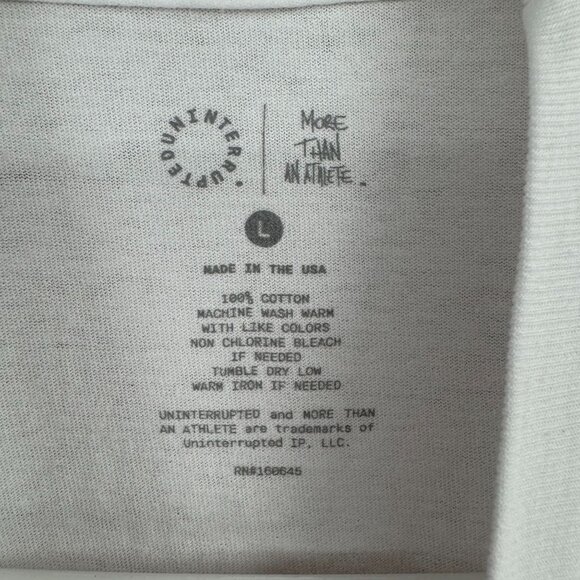 UNINTERRUPTED
MORE
THAN
AN ATHLETE.
L
MADE IN THE USA
100% COTTON
MACHINE WASH WARM
WITH LIKE COLORS
NON CHLORINE BLEACH
IF NEEDED
TUMBLE DRY LOW
WARM IRON IF NEEDED
UNINTERRUPTED and MORE THAN
AN ATHLETE are trademarks of
Uninterrupted IP, LLC.
RN#160645